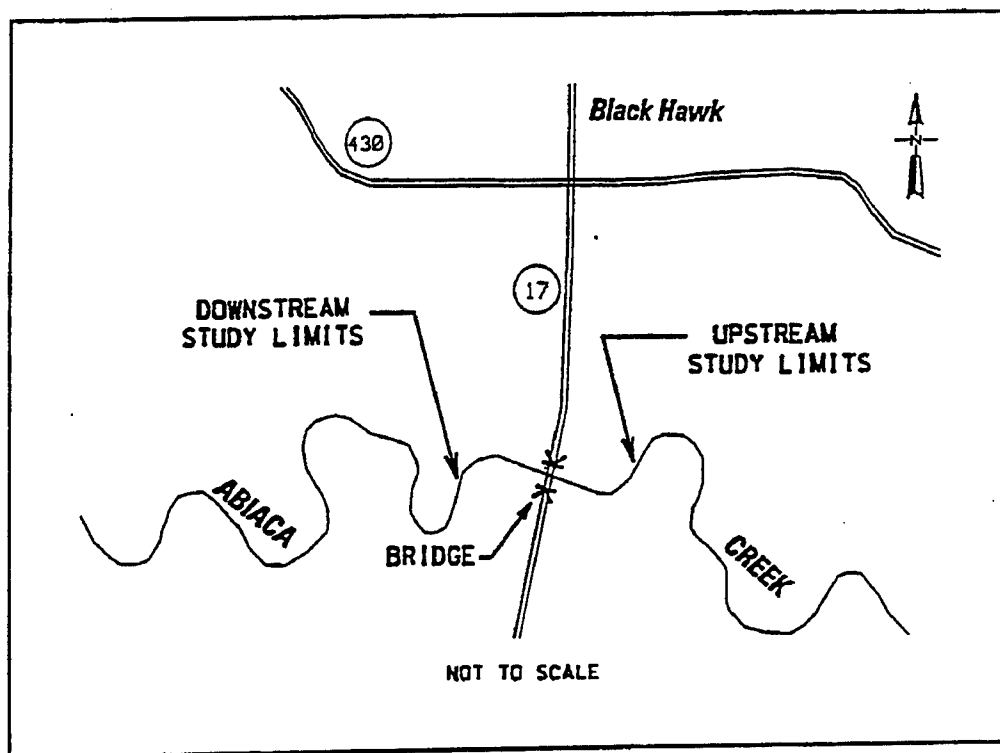 Black Hawk
430
N
17
DOWNSTREAM
STUDY LIMITS
UPSTREAM
STUDY LIMITS
ABIACA
CREEK
BRIDGE
NOT TO SCALE